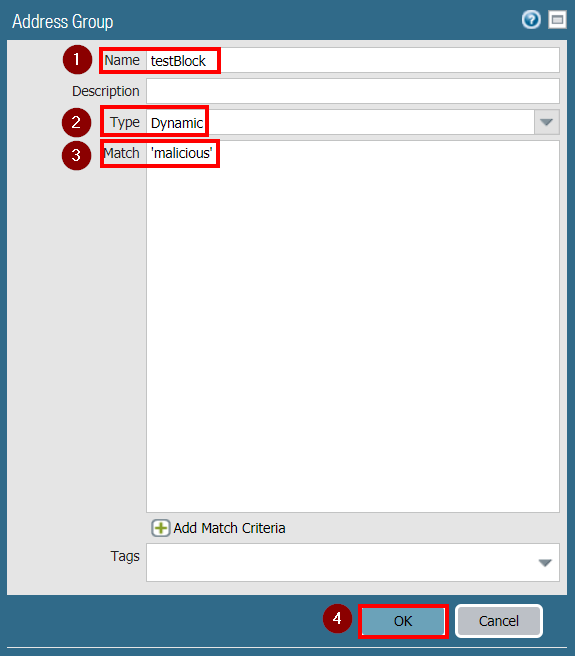 Address Group
1 Name testBlock
Description
2 Type Dynamic
3 Match 'malicious'
Add Match Criteria
Tags
4 OK Cancel